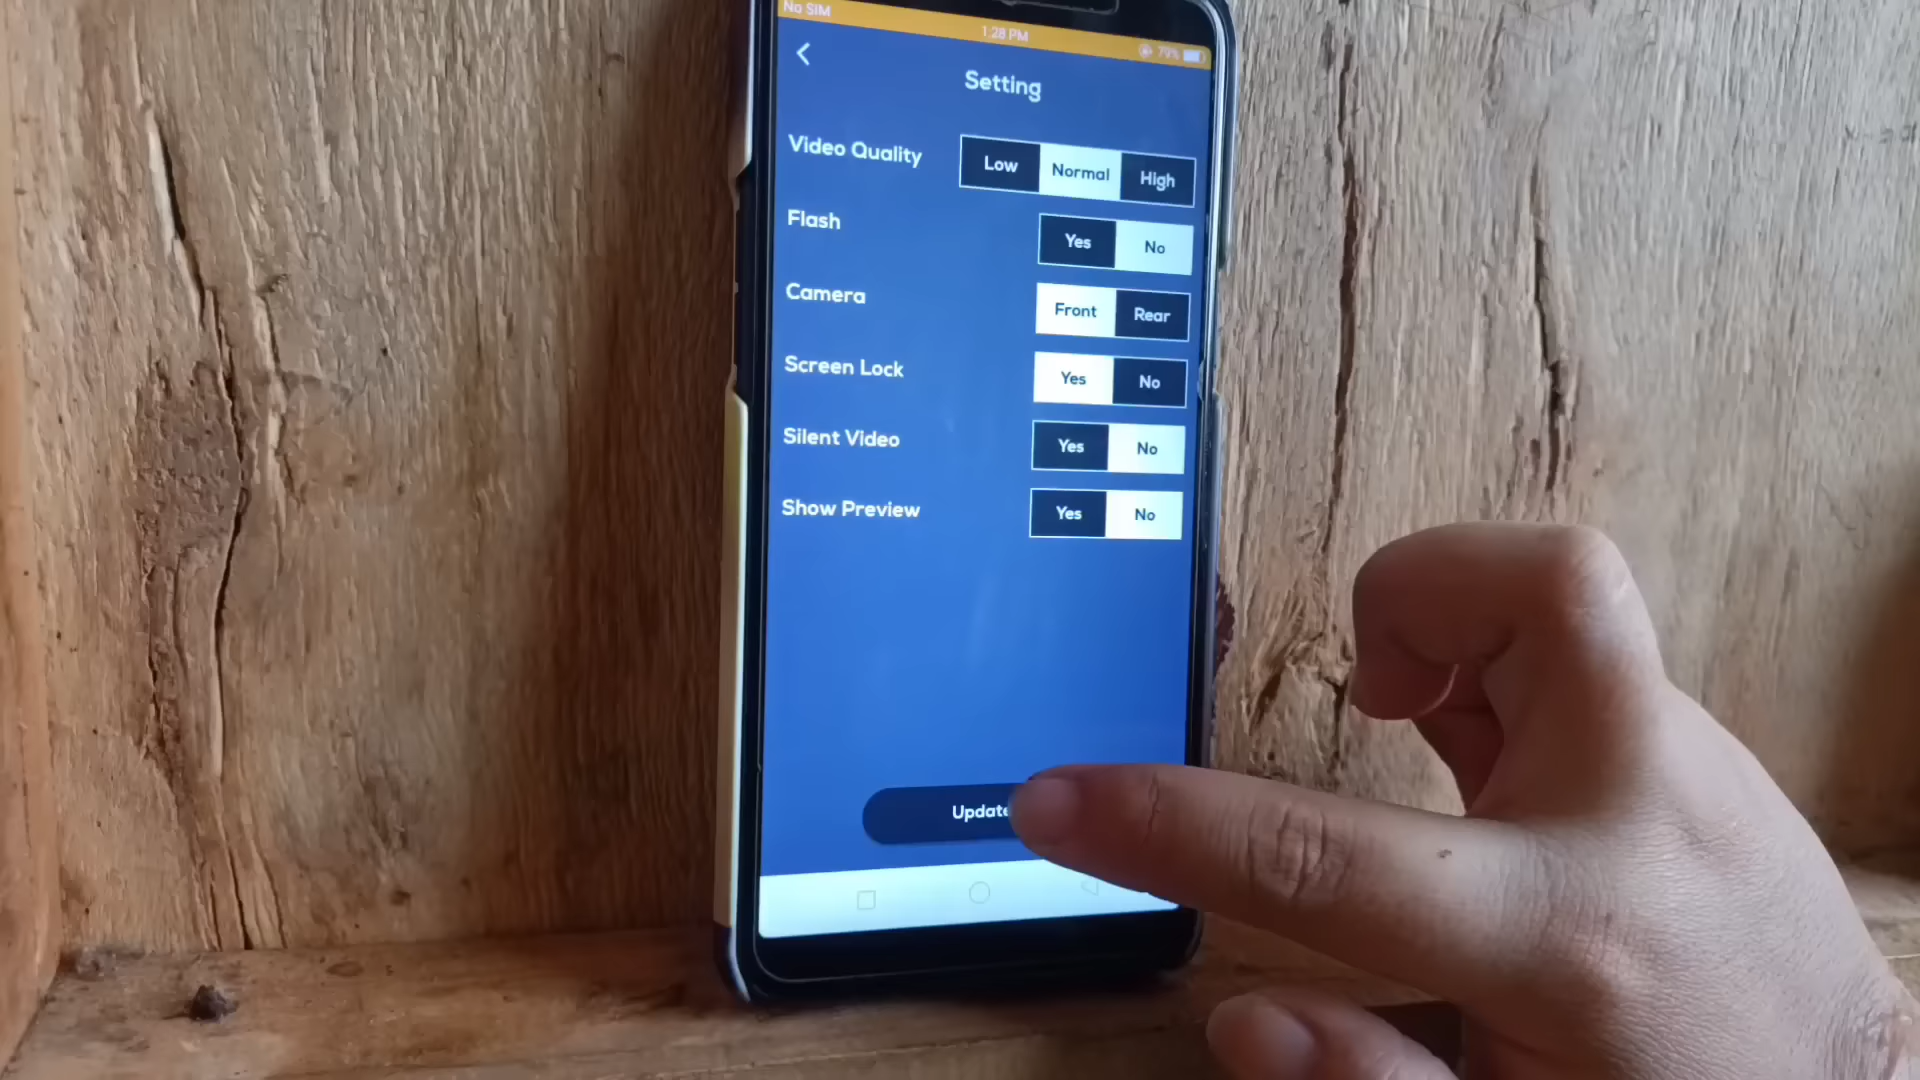 No SIM
1:28 PM
79%
Setting
Video Quality
Low Normal High
Flash
Yes No
Camera
Front Rear
Screen Lock
Yes No
Silent Video
Yes No
Show Preview
Yes No
Update